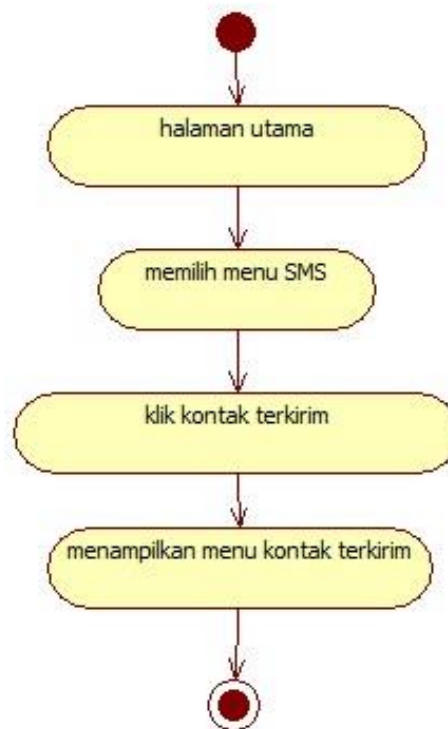 halaman utama
memilih menu SMS
klik kontak terkirim
menampilkan menu kontak terkirim